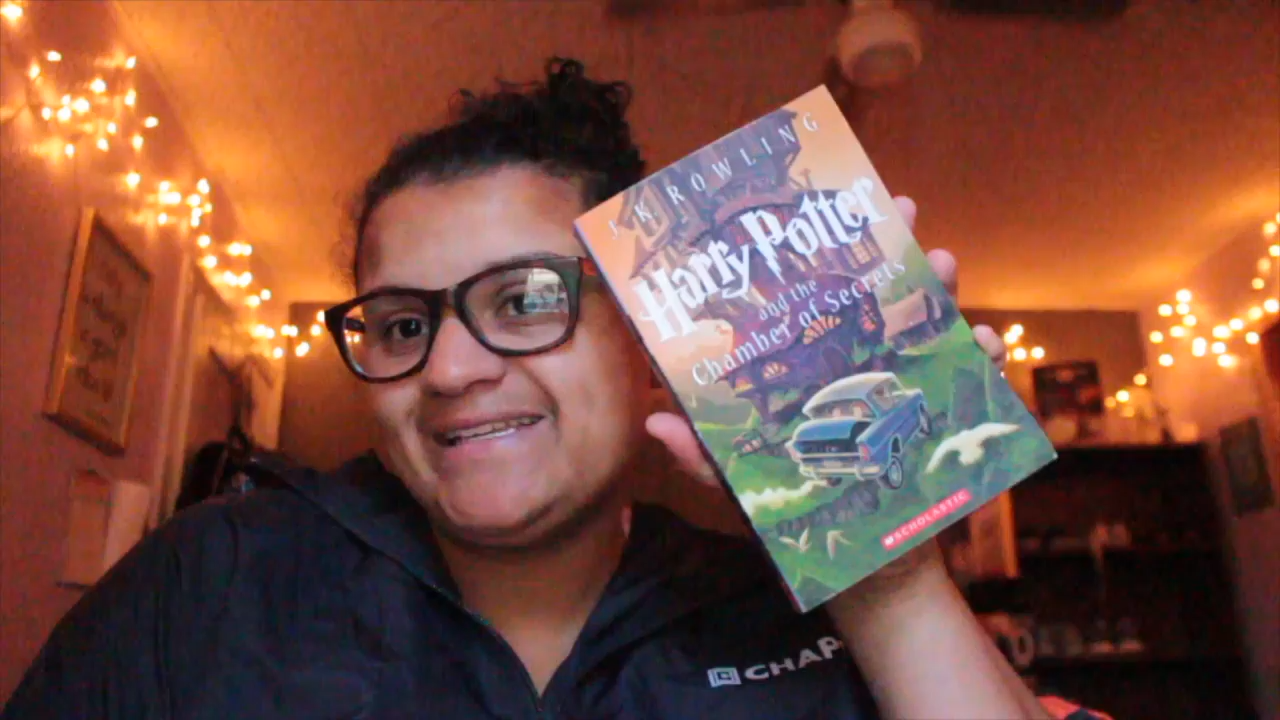 J.K. ROWLING
Harry Potter
and the
Chamber of Secrets
SCHOLASTIC
CHAP